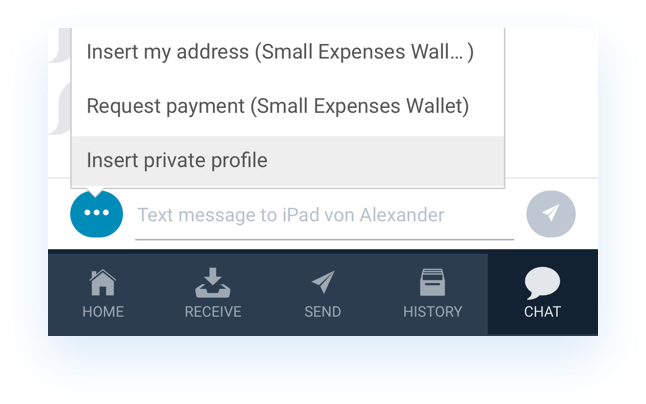 Insert my address (Small Expenses Wall... )
Request payment (Small Expenses Wallet)
Insert private profile
Text message to iPad von Alexander
HOME RECEIVE SEND HISTORY CHAT